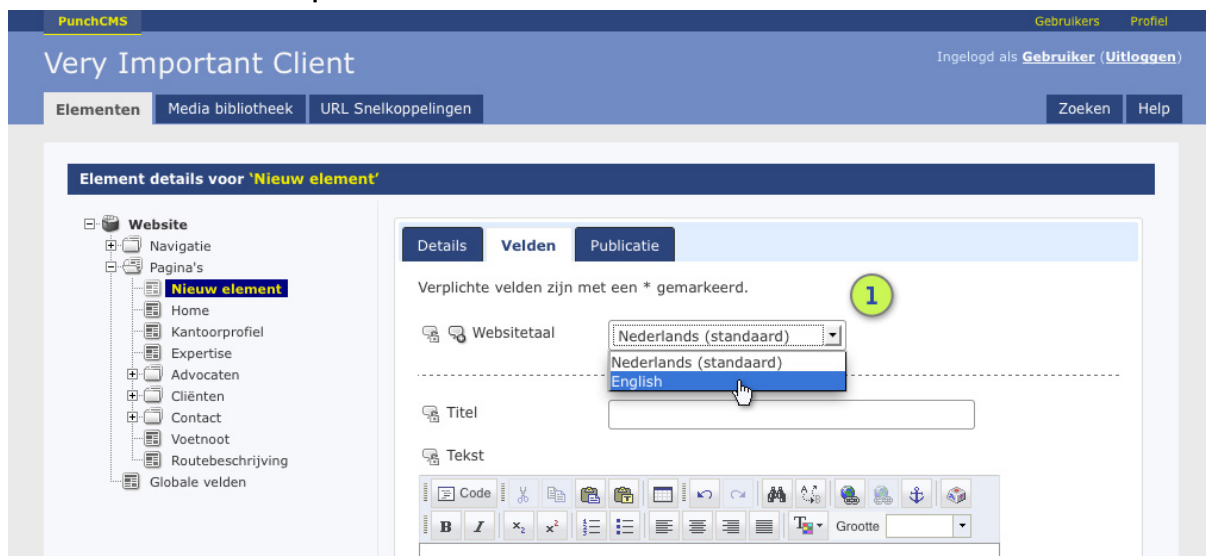 PunchCMS
Gebruikers Profiel
Very Important Client
Ingelogd als Gebruiker (Uitloggen)
Elementen Media bibliotheek URL Snelkoppelingen Zoeken Help
Element details voor ‘Nieuw element’
Website
Navigatie
Pagina's
Nieuw element
Home
Kantoorprofiel
Expertise
Advocaten
Cliënten
Contact
Voetnoot
Routebeschrijving
Globale velden
Details Velden Publicatie
Verplichte velden zijn met een * gemarkeerd.
1
Websitetaal Nederlands (standaard)
Nederlands (standaard)
English
Titel
Tekst
Code
B I x₂ x² Grootte